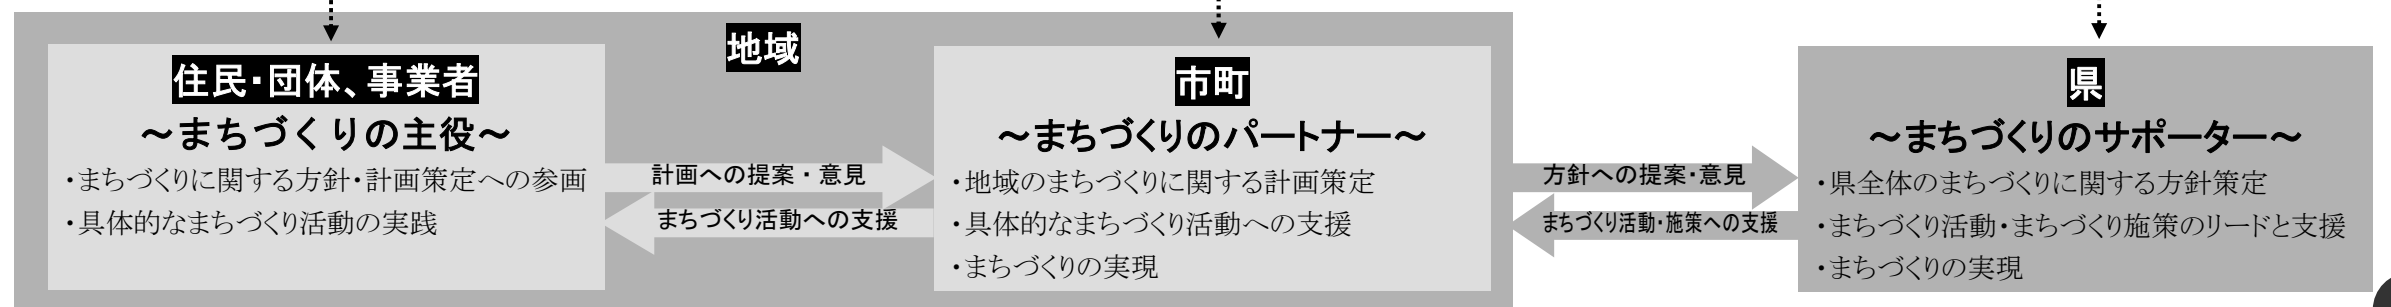 地域
住民・団体、事業者
～まちづくりの主役～
・まちづくりに関する方針・計画策定への参画
・具体的なまちづくり活動の実践
計画への提案・意見
まちづくり活動への支援
市町
～まちづくりのパートナー～
・地域のまちづくりに関する計画策定
・具体的なまちづくり活動への支援
・まちづくりの実現
方針への提案・意見
まちづくり活動・施策への支援
県
～まちづくりのサポーター～
・県全体のまちづくりに関する方針策定
・まちづくり活動・まちづくり施策のリードと支援
・まちづくりの実現